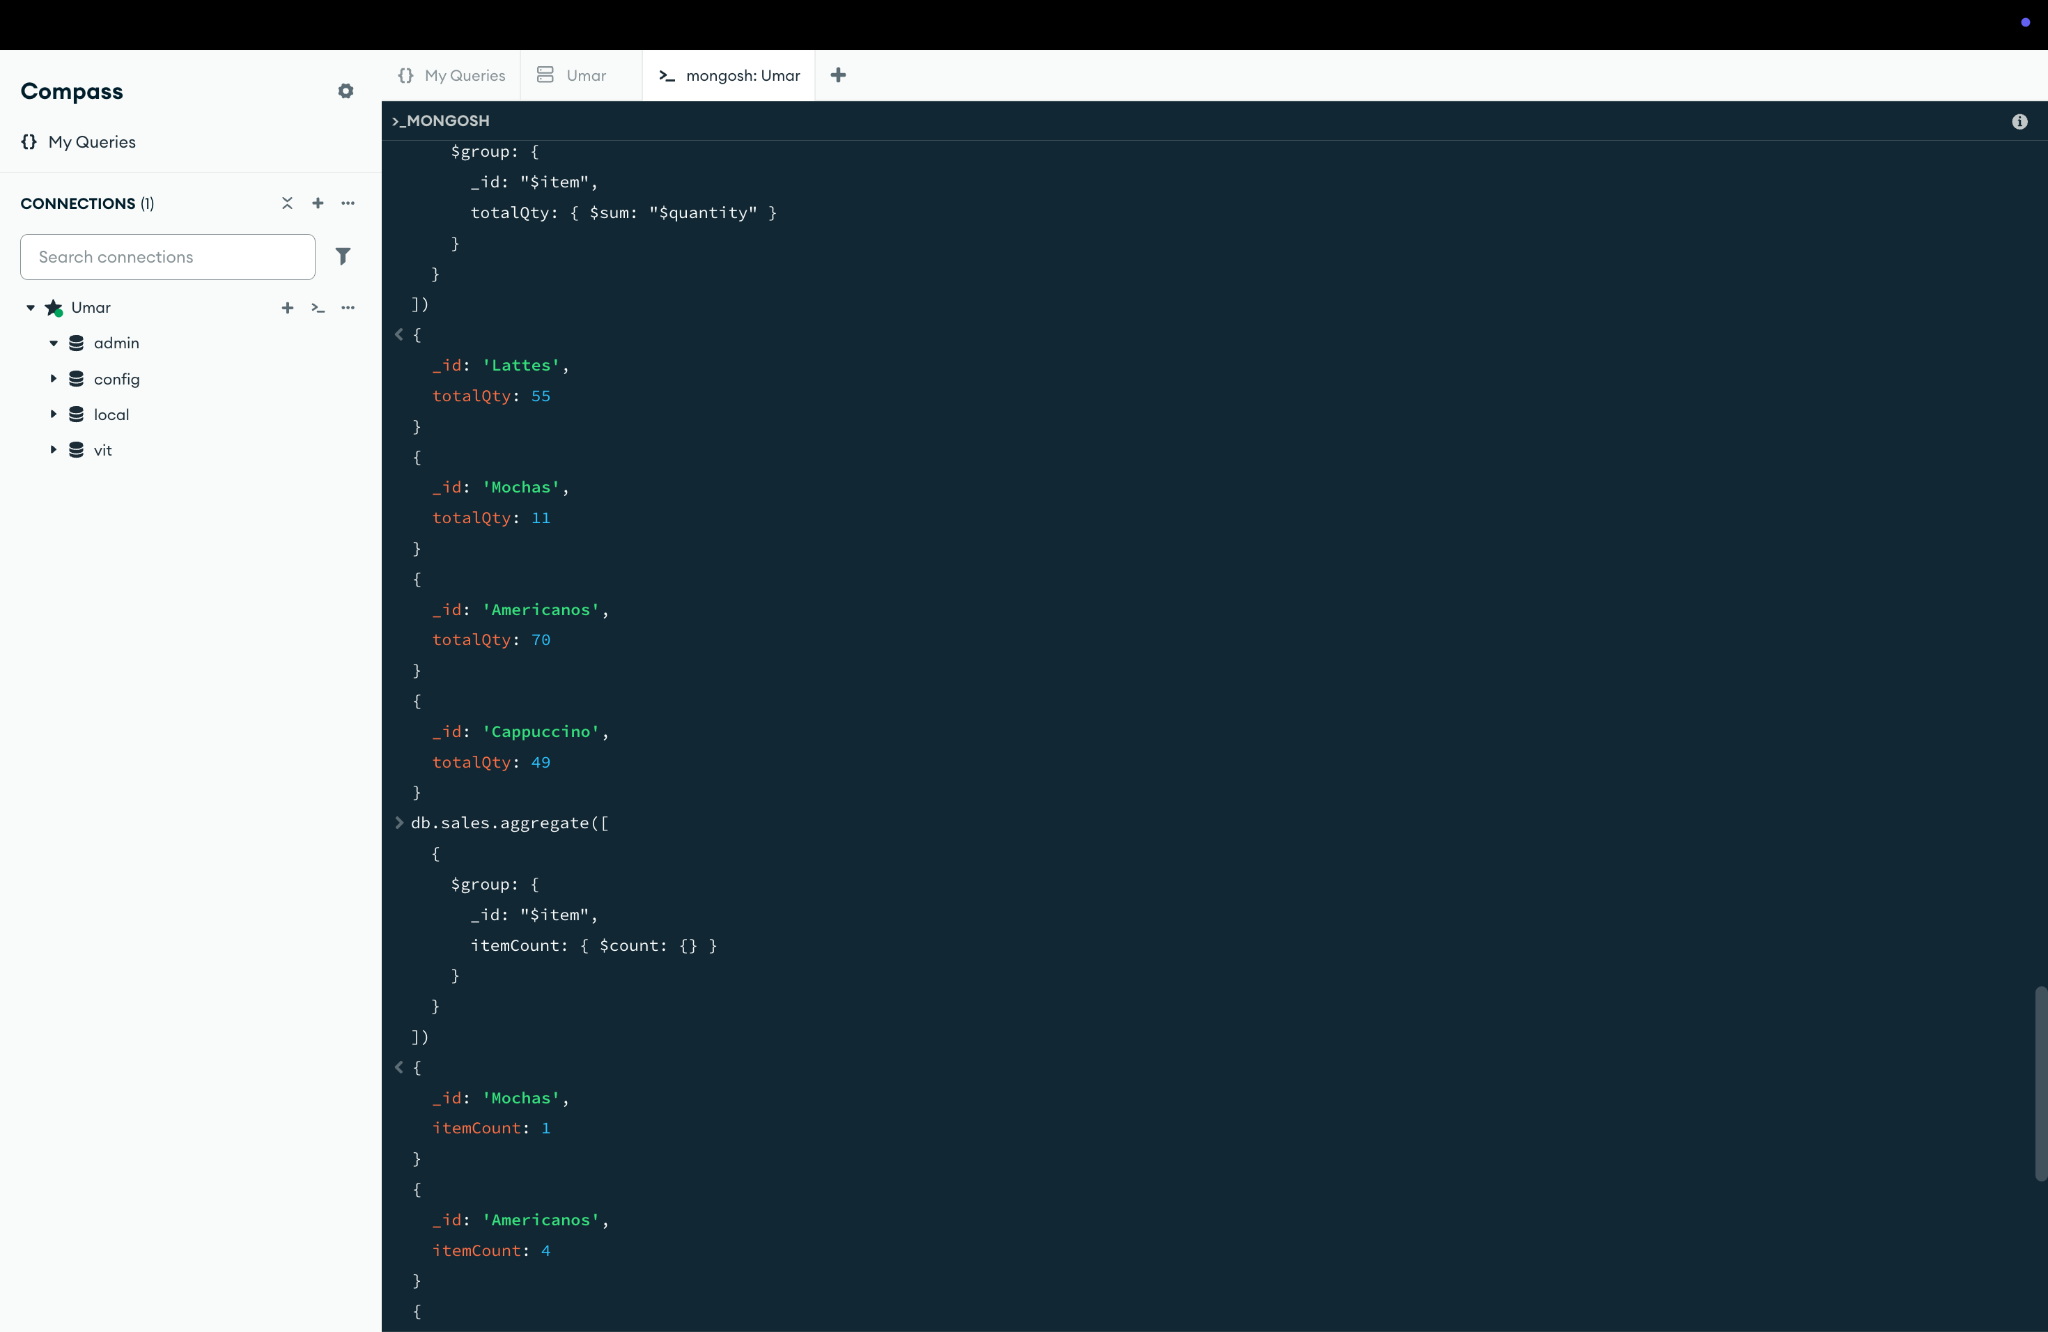 Compass
My Queries
CONNECTIONS (1)
Search connections
Umar
admin
config
local
vit
{} My Queries
Umar
>_ mongosh: Umar
>_MONGOSH
$group: {
_id: "$item",
totalQty: { $sum: "$quantity" }
}
}
])
< {
_id: 'Lattes',
totalQty: 55
}
{
_id: 'Mochas',
totalQty: 11
}
{
_id: 'Americanos',
totalQty: 70
}
{
_id: 'Cappuccino',
totalQty: 49
}
> db.sales.aggregate([
{
$group: {
_id: "$item",
itemCount: { $count: {} }
}
}
])
< {
_id: 'Mochas',
itemCount: 1
}
{
_id: 'Americanos',
itemCount: 4
}
{